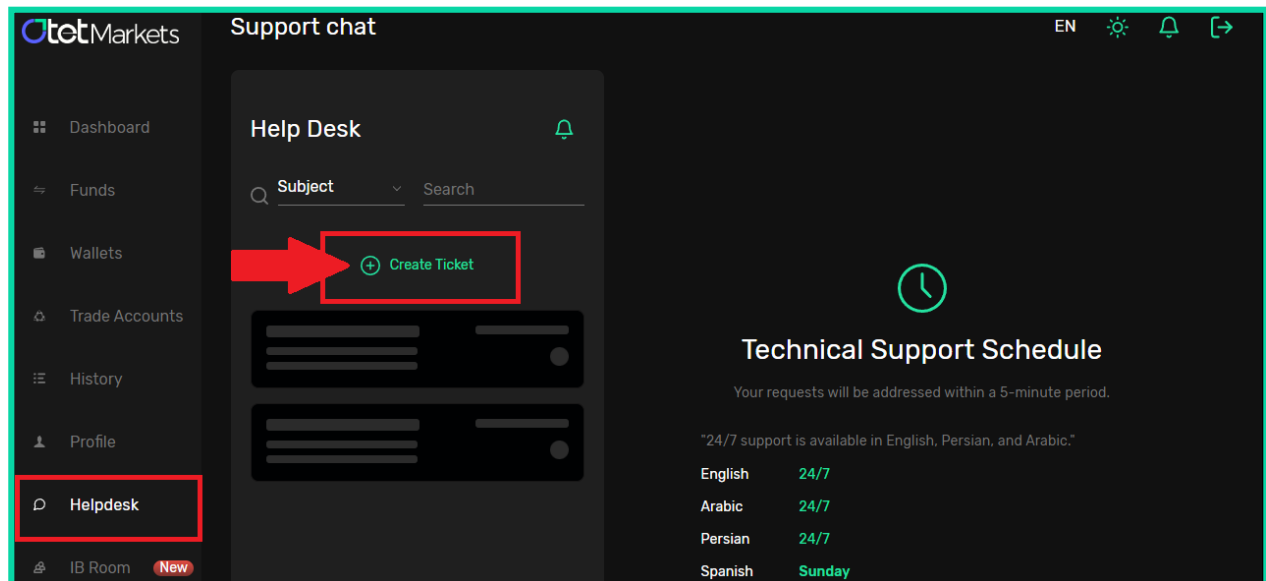 OtetMarkets
Support chat
EN
Dashboard
Funds
Wallets
Trade Accounts
History
Profile
Helpdesk
IB Room New
Help Desk
Subject Search
Create Ticket
Technical Support Schedule
Your requests will be addressed within a 5-minute period.
"24/7 support is available in English, Persian, and Arabic."
English 24/7
Arabic 24/7
Persian 24/7
Spanish Sunday